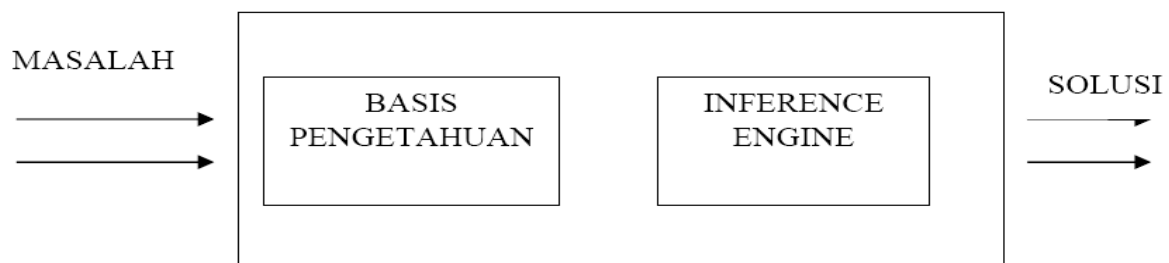 MASALAH
BASIS
PENGETAHUAN
INFERENCE
ENGINE
SOLUSI